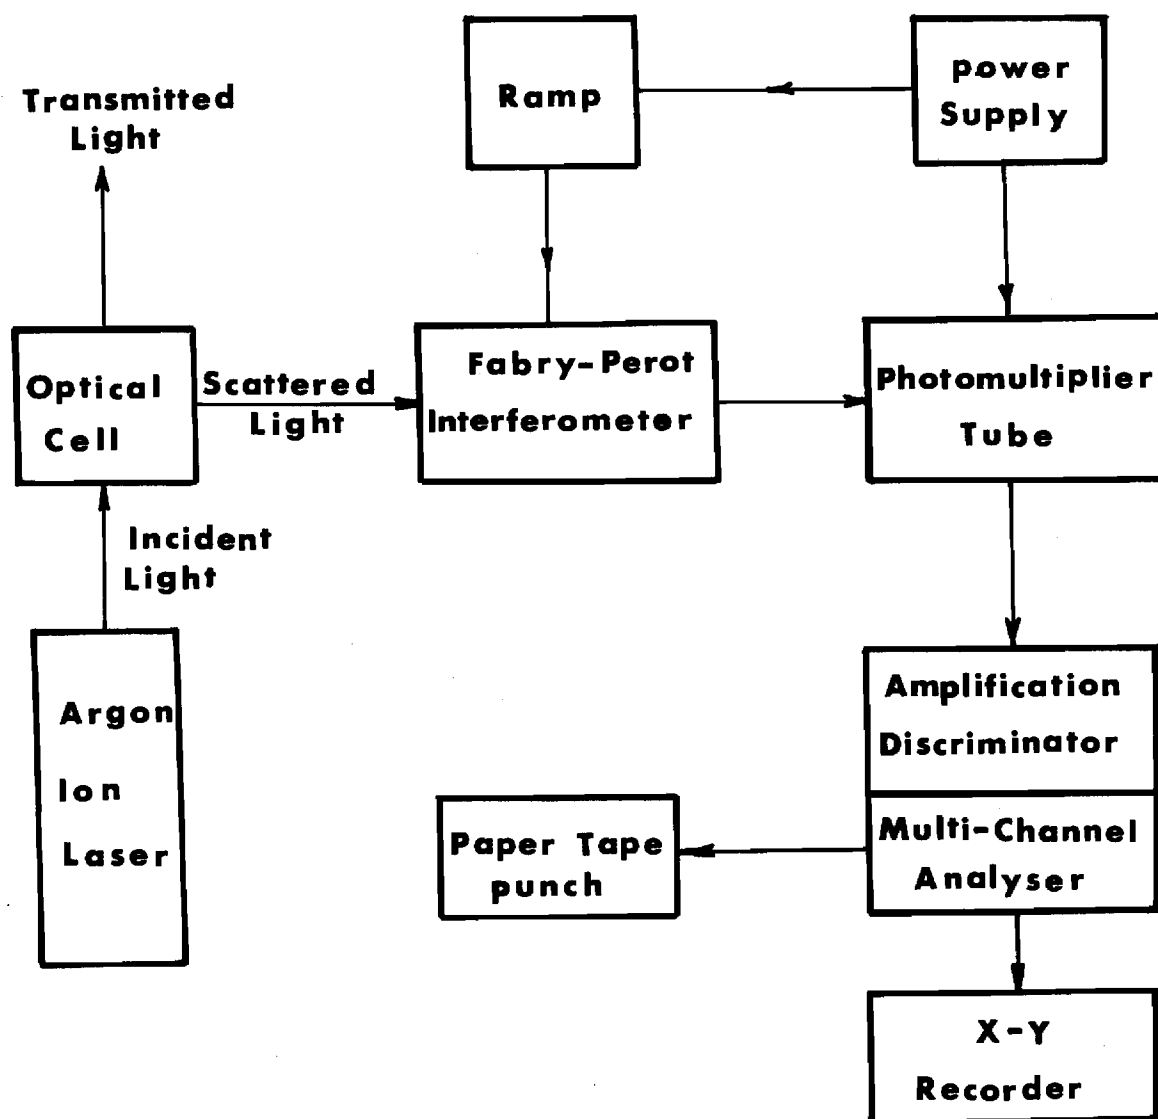 Ramp
power
Supply
Transmitted
Light
Optical
Cell
Scattered
Light
Fabry-Perot
Interferometer
Photomultiplier
Tube
Incident
Light
Argon
Ion
Laser
Amplification
Discriminator
Multi-Channel
Analyser
Paper Tape
punch
X-Y
Recorder